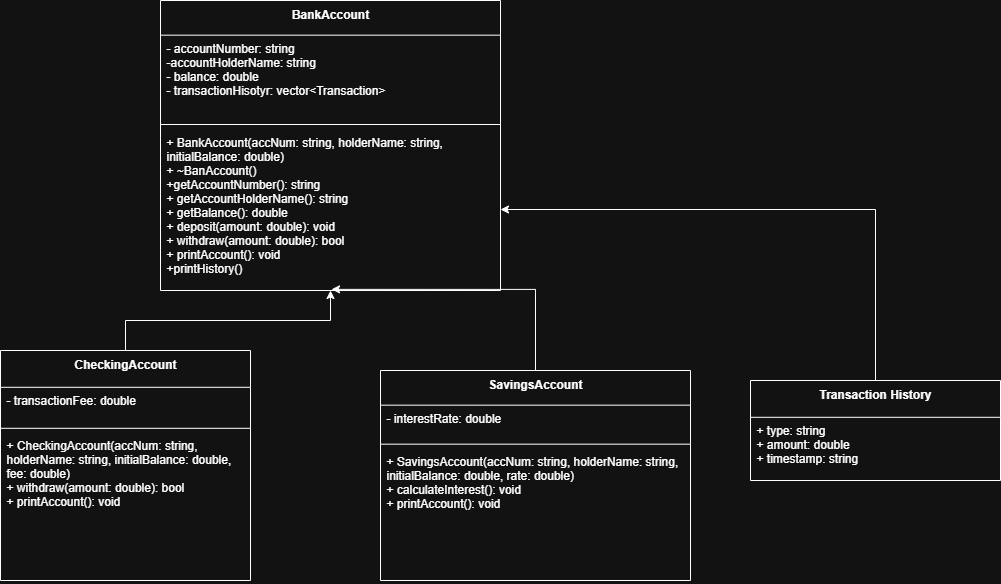 BankAccount
- accountNumber: string
-accountHolderName: string
- balance: double
- transactionHisotyr: vector<Transaction>
+ BankAccount(accNum: string, holderName: string,
initialBalance: double)
+ ~BanAccount()
+getAccountNumber(): string
+ getAccountHolderName(): string
+ getBalance(): double
+ deposit(amount: double): void
+ withdraw(amount: double): bool
+ printAccount(): void
+printHistory()
CheckingAccount
- transactionFee: double
+ CheckingAccount(accNum: string,
holderName: string, initialBalance: double,
fee: double)
+ withdraw(amount: double): bool
+ printAccount(): void
SavingsAccount
- interestRate: double
+ SavingsAccount(accNum: string, holderName: string,
initialBalance: double, rate: double)
+ calculateInterest(): void
+ printAccount(): void
Transaction History
+ type: string
+ amount: double
+ timestamp: string